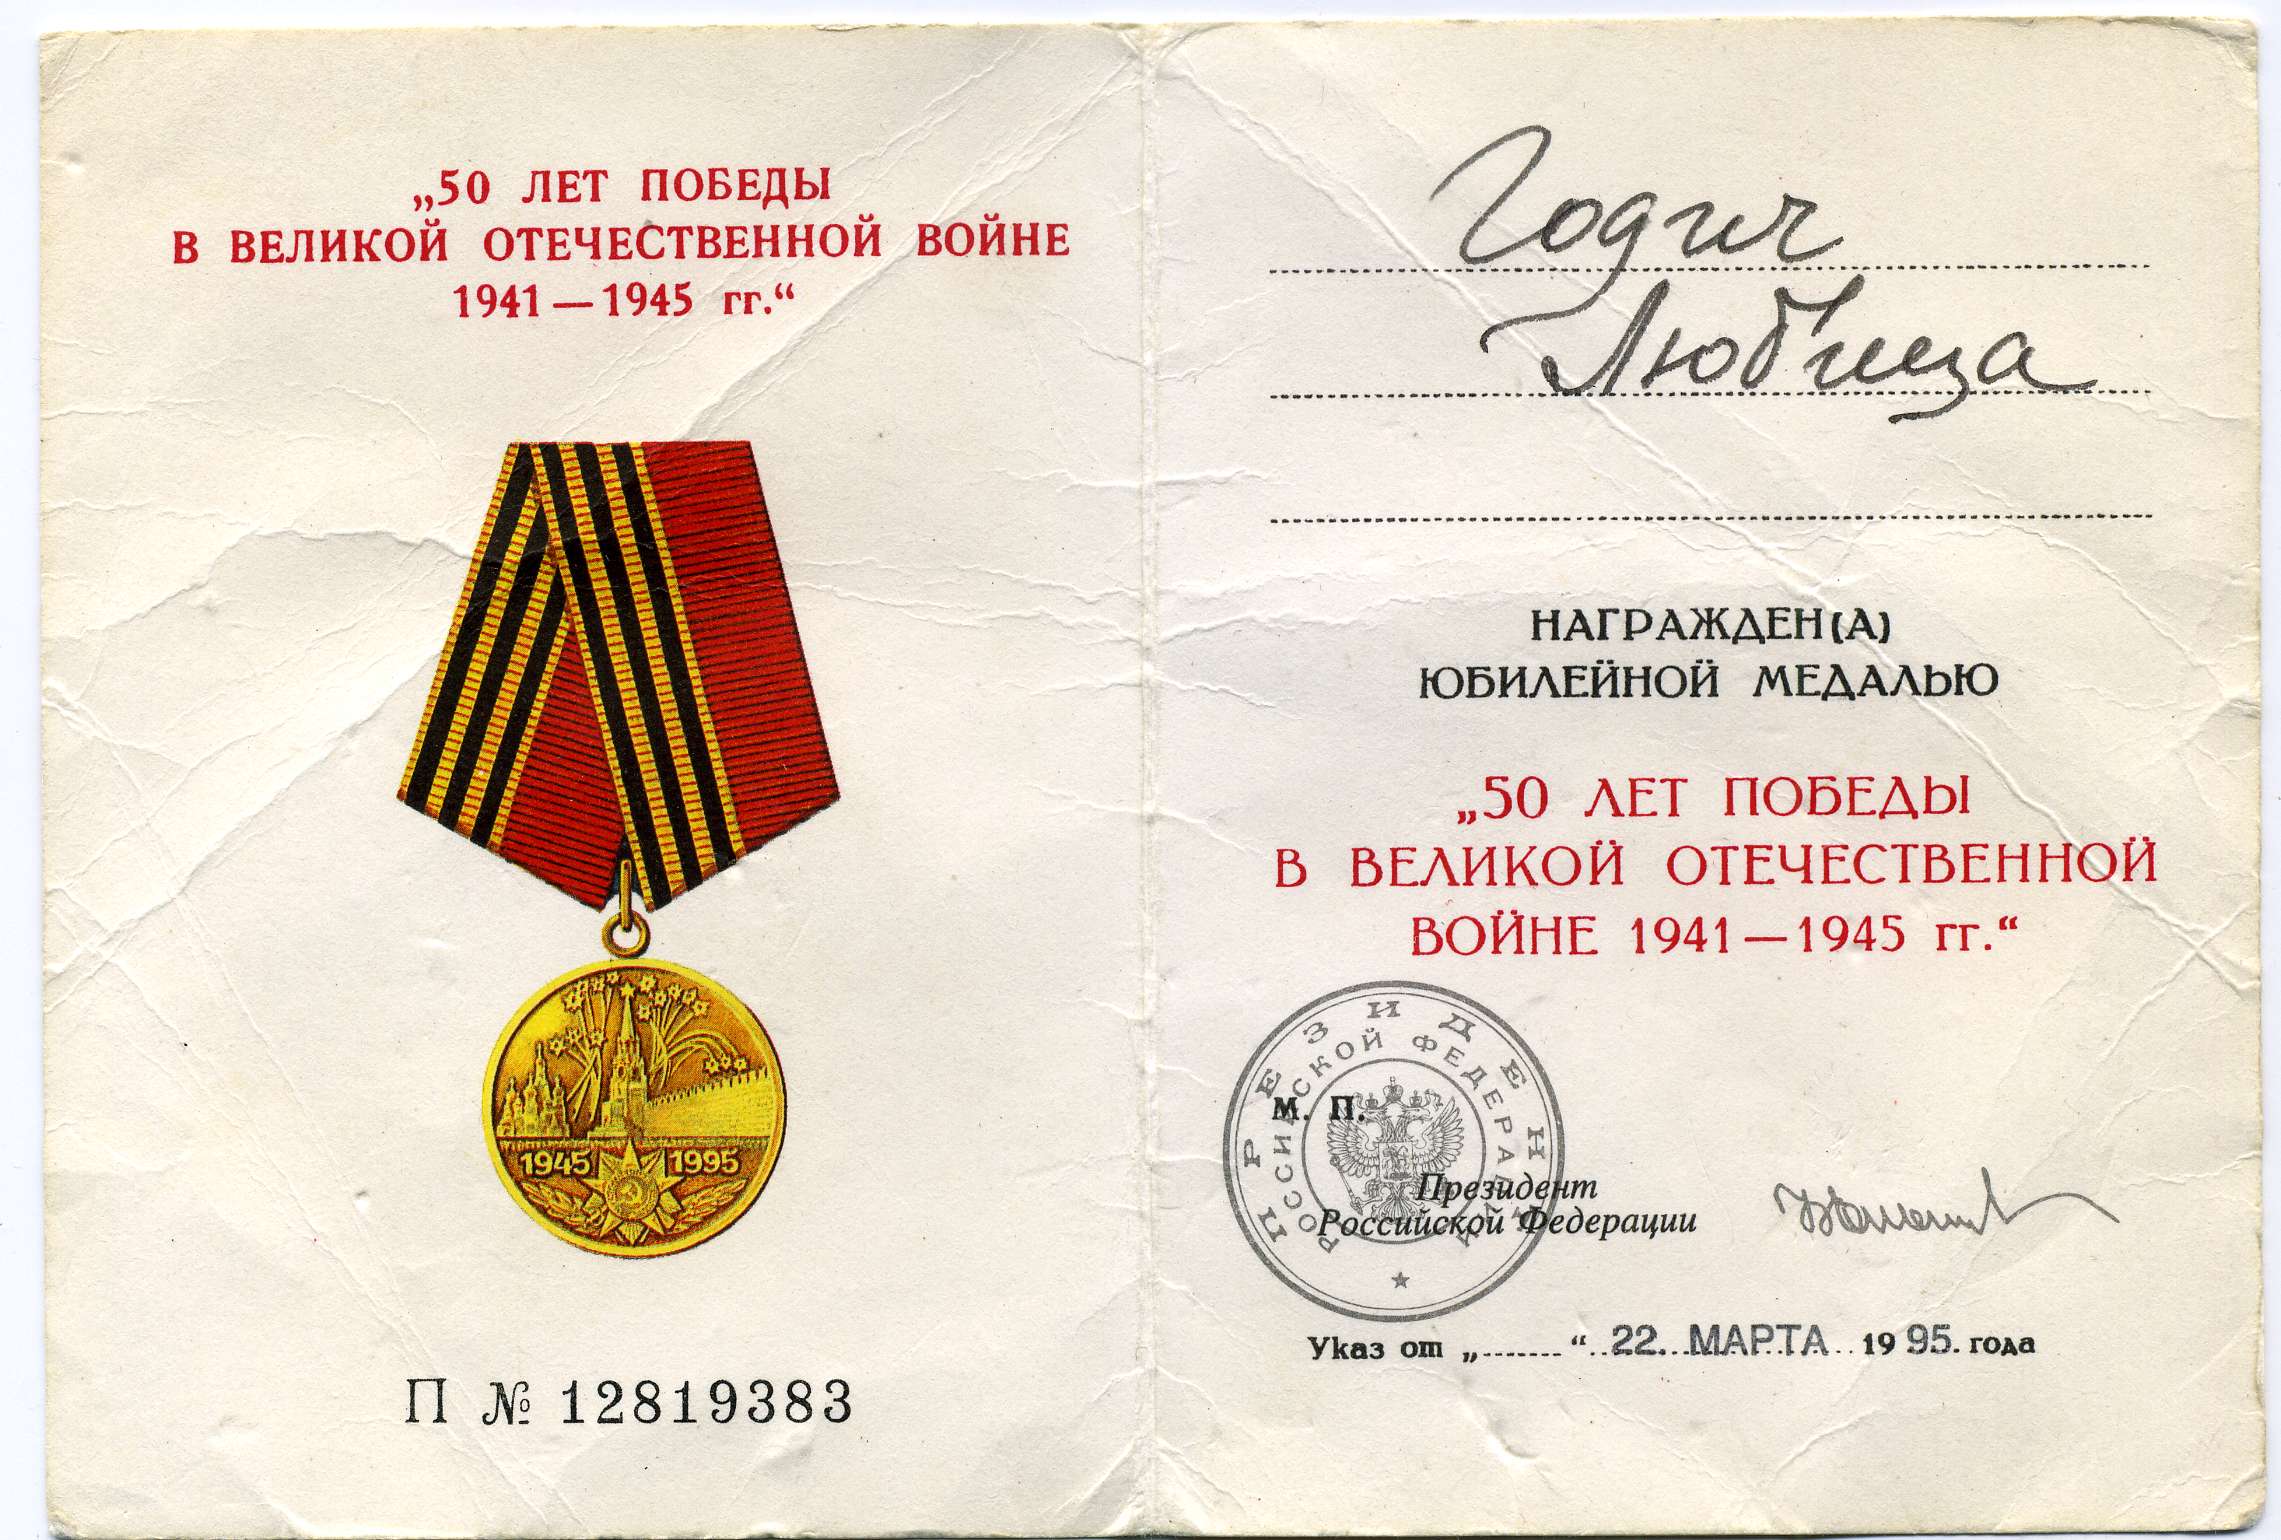 „50 ЛЕТ ПОБЕДЫ
В ВЕЛИКОЙ ОТЕЧЕСТВЕННОЙ ВОЙНЕ
1941—1945 гг.“
1945 1995
П № 12819383
Годич
Любица
НАГРАЖДЕН(А)
ЮБИЛЕЙНОЙ МЕДАЛЬЮ
„50 ЛЕТ ПОБЕДЫ
В ВЕЛИКОЙ ОТЕЧЕСТВЕННОЙ
ВОЙНЕ 1941—1945 гг.“
ПРЕЗИДЕНТ
РОССИЙСКОЙ ФЕДЕРАЦИИ
М. П.
Президент
Российской Федерации
Указ от „.......“ 22. МАРТА 1995. года